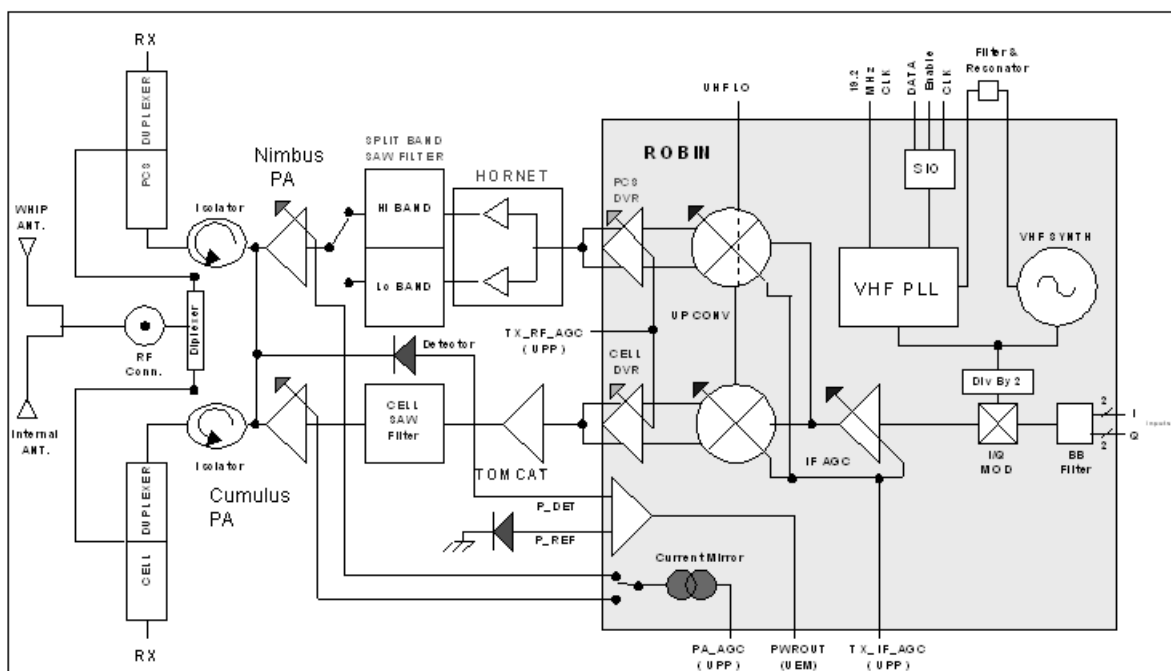 RX
DUPLEXER
PCS
Nimbus
PA
SPLIT BAND
SAW FILTER
HORNET
UHF LO
19.2
MHz
CLK
DATA
Enable
CLK
Filter &
Resonator
ROBIN
SIO
PCS
DVR
Isolator
WHIP
ANT.
HI BAND
Lo BAND
VHF PLL
VHF SYNTH
UPCONV
TX_RF_AGC
(UPP)
Diplexer
RF
Conn.
Detector
CELL
DVR
Div By 2
CELL
SAW
Filter
TOMCAT
IF AGC
I/Q
MOD
BB
Filter
2
I
2
Q
Inputs
Internal
ANT.
Isolator
Cumulus
PA
DUPLEXER
CELL
RX
P_DET
P_REF
Current Mirror
PA_AGC
(UPP)
PWROUT
(UEM)
TX_IF_AGC
(UPP)